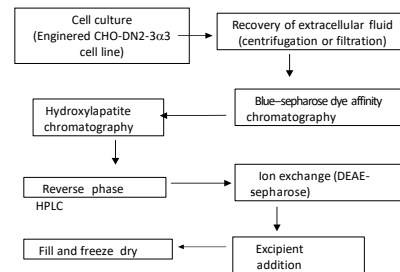 Cell culture
(Enginered CHO-DN2-3α3
cell line)
Recovery of extracellular fluid
(centrifugation or filtration)
Blue–sepharose dye affinity
chromatography
Hydroxylapatite
chromatography
Reverse phase
HPLC
Ion exchange (DEAE-
sepharose)
Excipient
addition
Fill and freeze dry